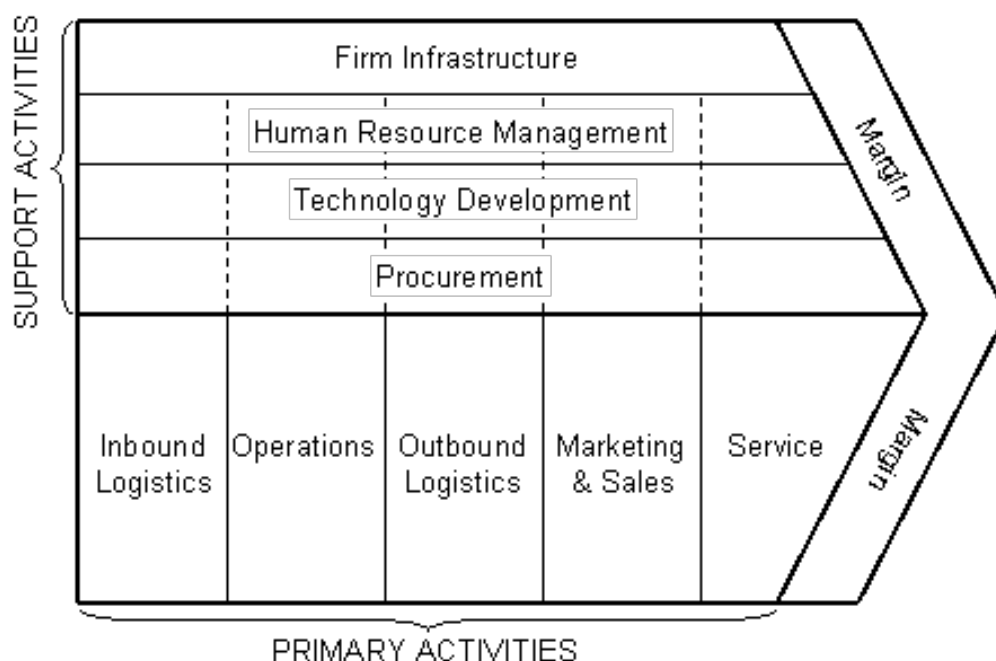 SUPPORT ACTIVITIES
Firm Infrastructure
Human Resource Management
Technology Development
Procurement
Margin
Inbound
Logistics
Operations
Outbound
Logistics
Marketing
& Sales
Service
Margin
PRIMARY ACTIVITIES